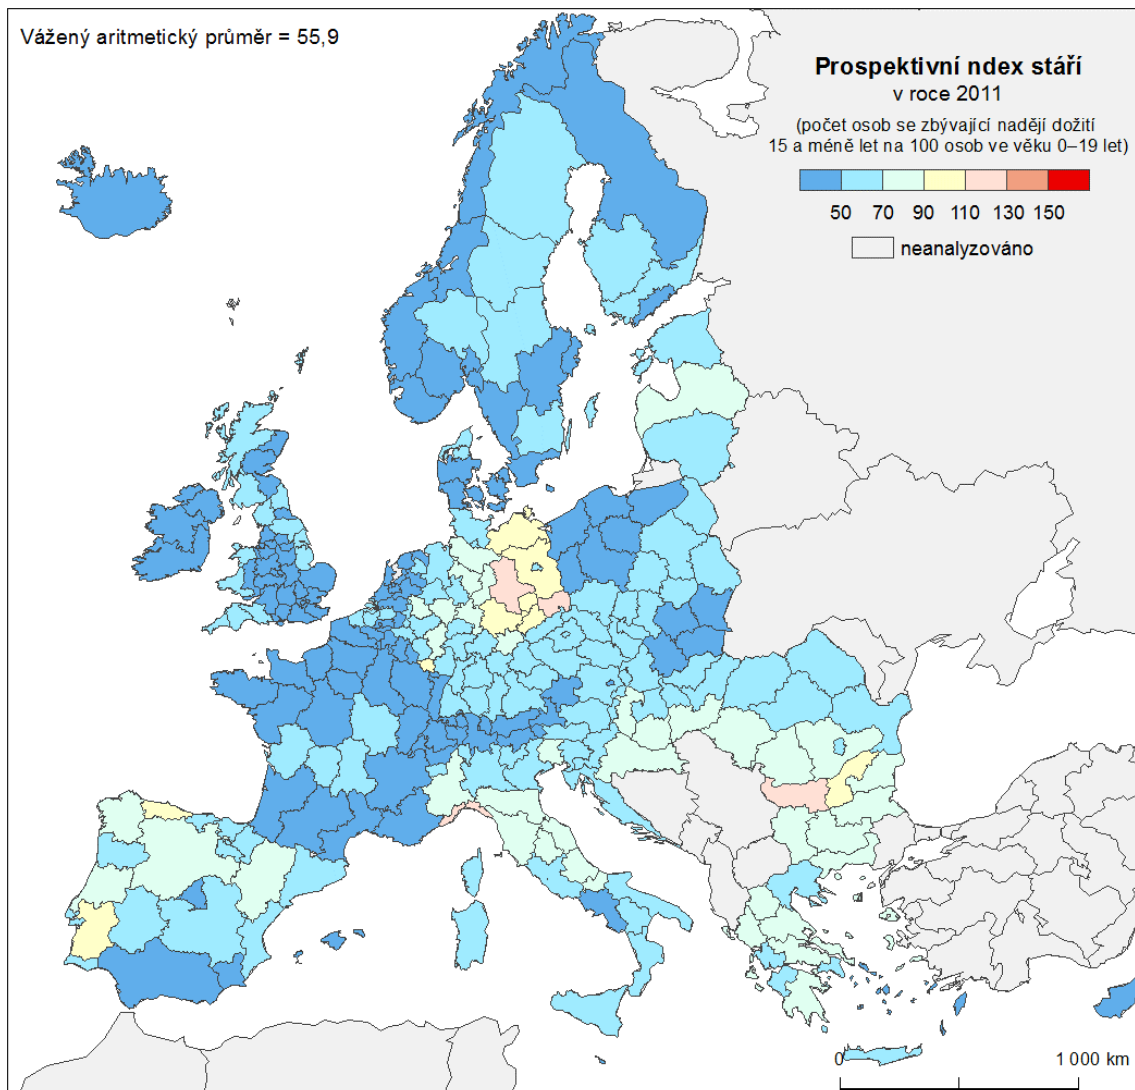 Vážený aritmetický průměr = 55,9
Prospektivní ndex stáří
v roce 2011
(počet osob se zbývající nadějí dožití
15 a méně let na 100 osob ve věku 0–19 let)
50 70 90 110 130 150
neanalyzováno
0 1 000 km